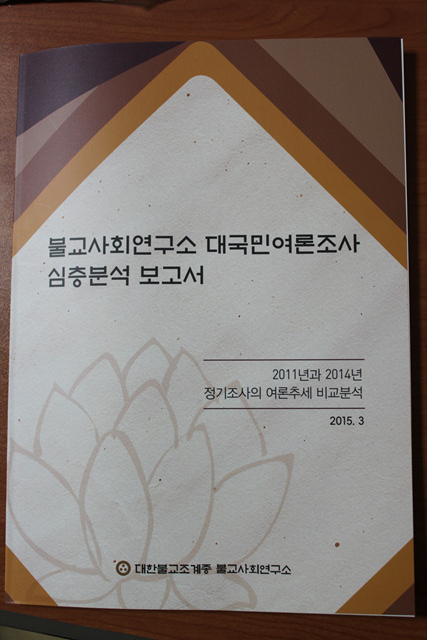 불교사회연구소 대국민여론조사
심층분석 보고서
2011년과 2014년
정기조사의 여론추세 비교분석
2015. 3
대한불교조계종 불교사회연구소